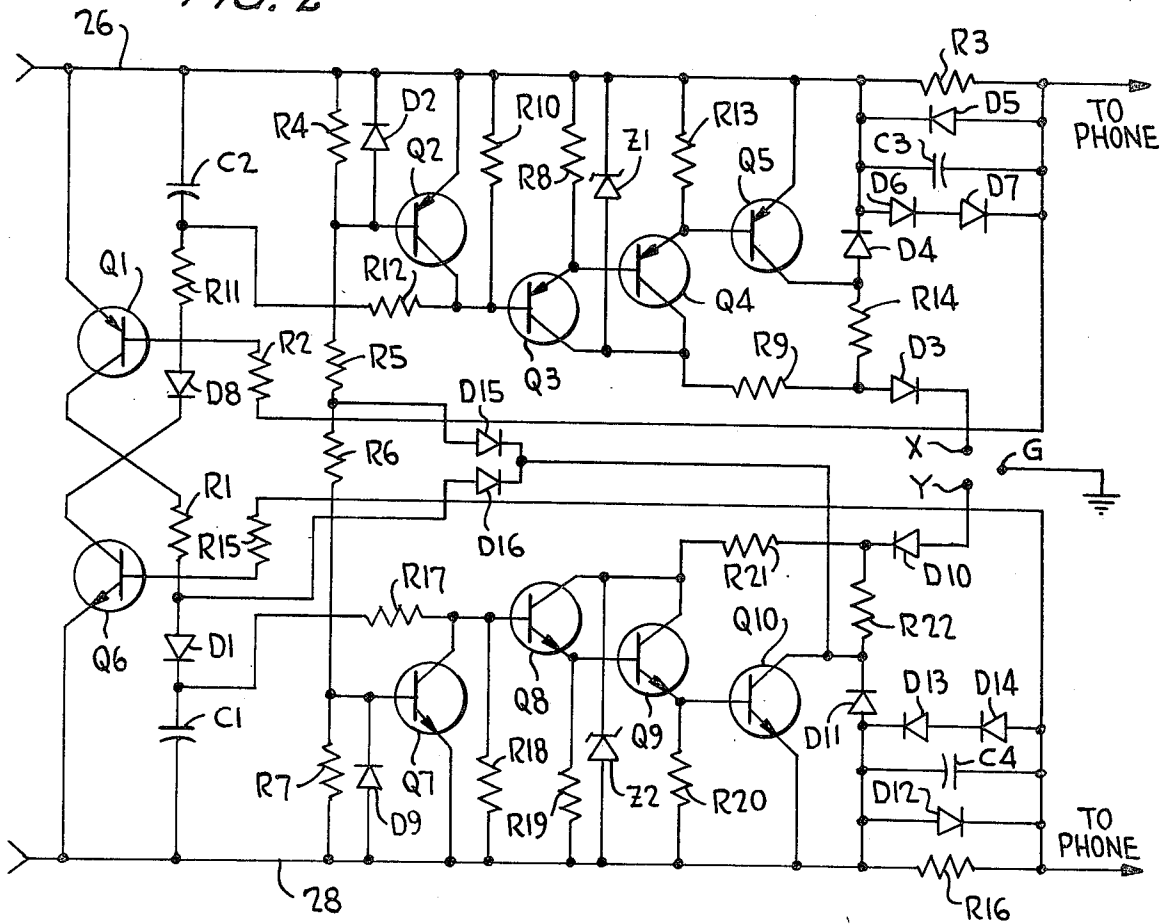 FIG. 2
26
R3
D2
R10
D5
TO
PHONE
R4
R13
C2
Q2
R8
Z1
Q5
C3
D6
D7
D4
Q1
R12
R11
Q4
R14
R2
Q3
R9
D3
R5
D8
D15
R6
X
G
R1
Y
R15
D16
R21
D10
R17
Q10
R22
Q6
D1
Q8
D13
D14
Q9
C1
D11
R18
C4
R7
Q7
D12
R20
D9
R19
Z2
TO
PHONE
28
R16